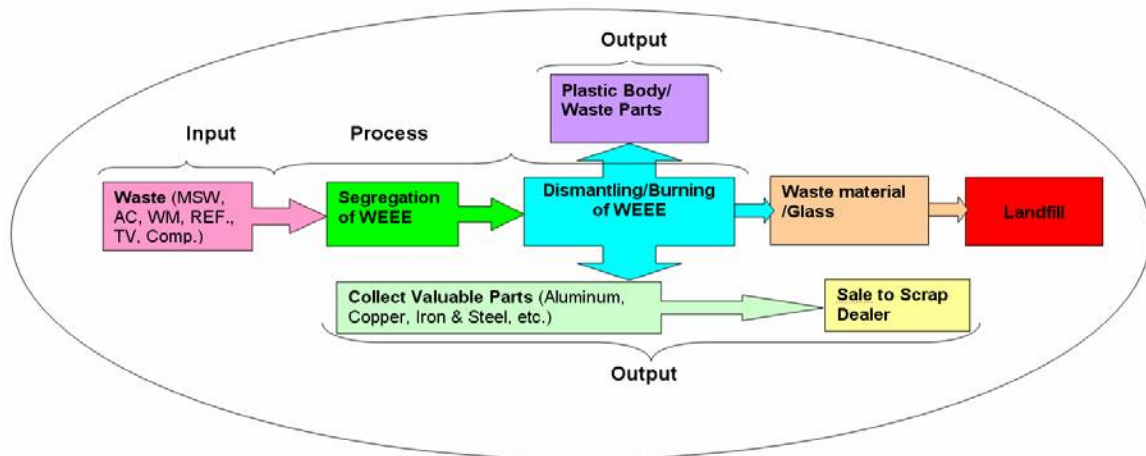 Output
Plastic Body/
Waste Parts
Input
Process
Waste (MSW,
AC, WM, REF.,
TV, Comp.)
Segregation
of WEEE
Dismantling/Burning
of WEEE
Waste material
/Glass
Landfill
Collect Valuable Parts (Aluminum,
Copper, Iron & Steel, etc.)
Sale to Scrap
Dealer
Output